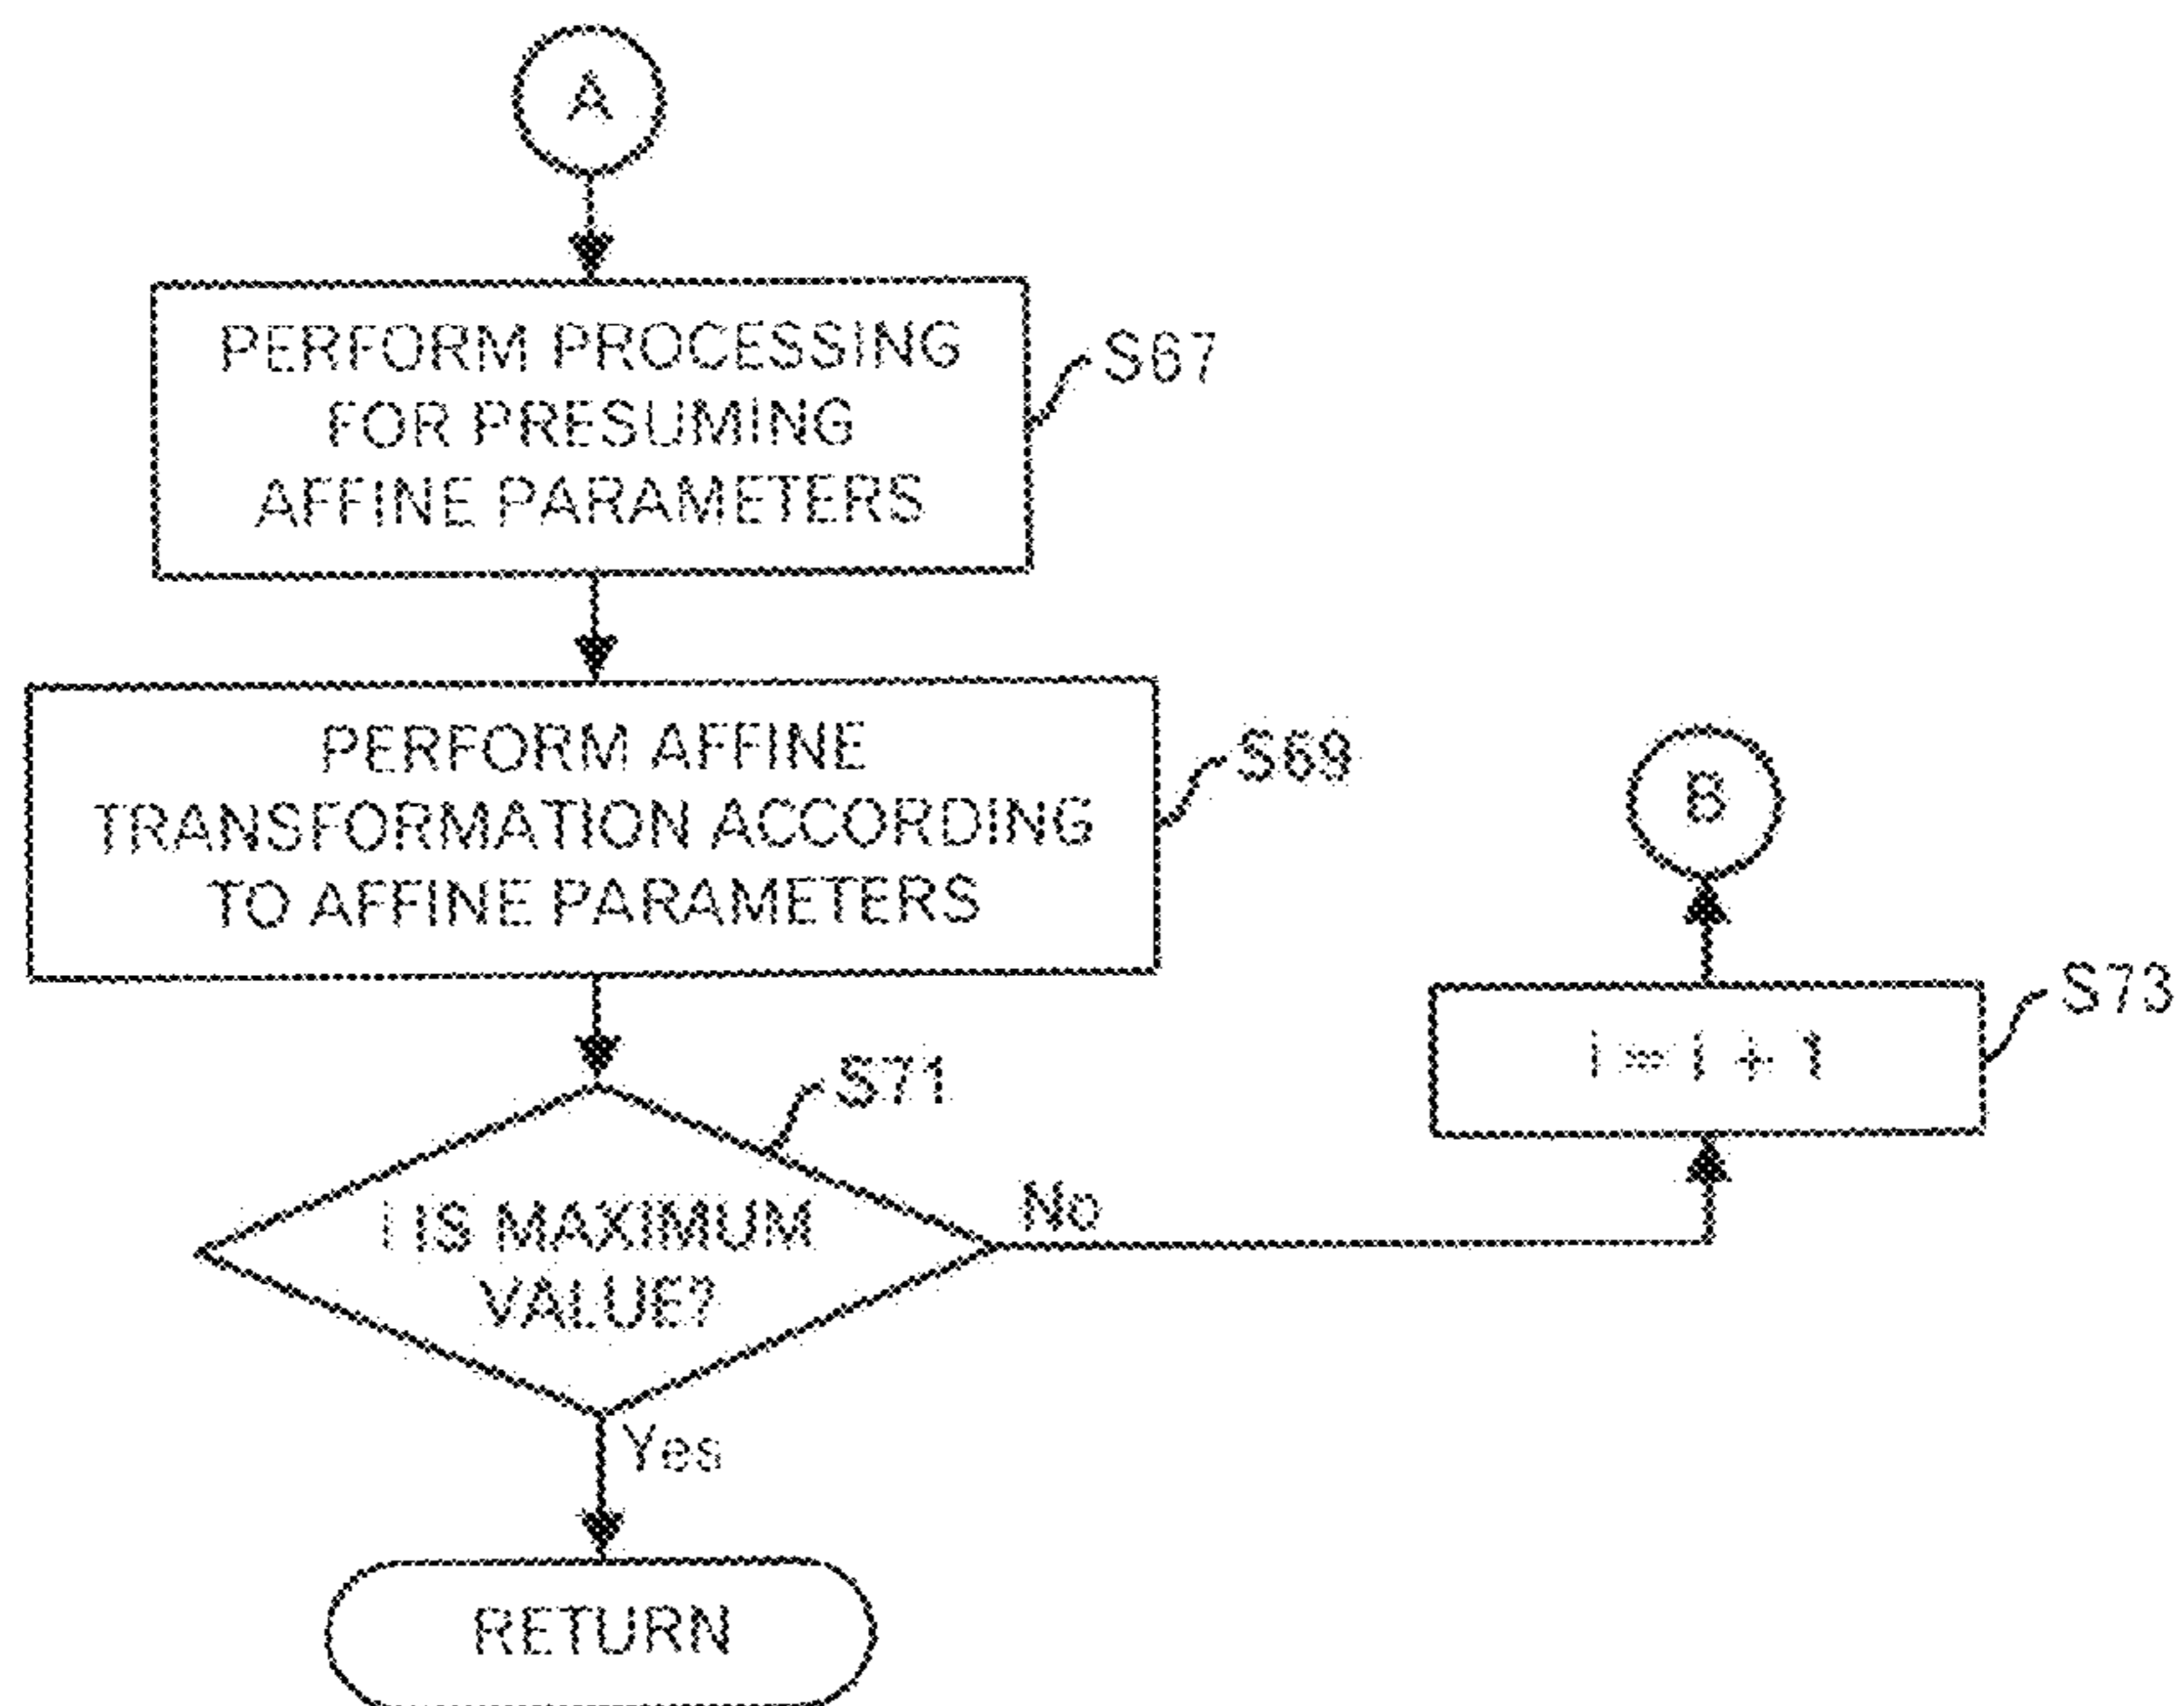 A
PERFORM PROCESSING
FOR PRESUMING
AFFINE PARAMETERS
S67
PERFORM AFFINE
TRANSFORMATION ACCORDING
TO AFFINE PARAMETERS
S69
B
I = I + 1
S73
S71
I IS MAXIMUM
VALUE?
No
Yes
RETURN